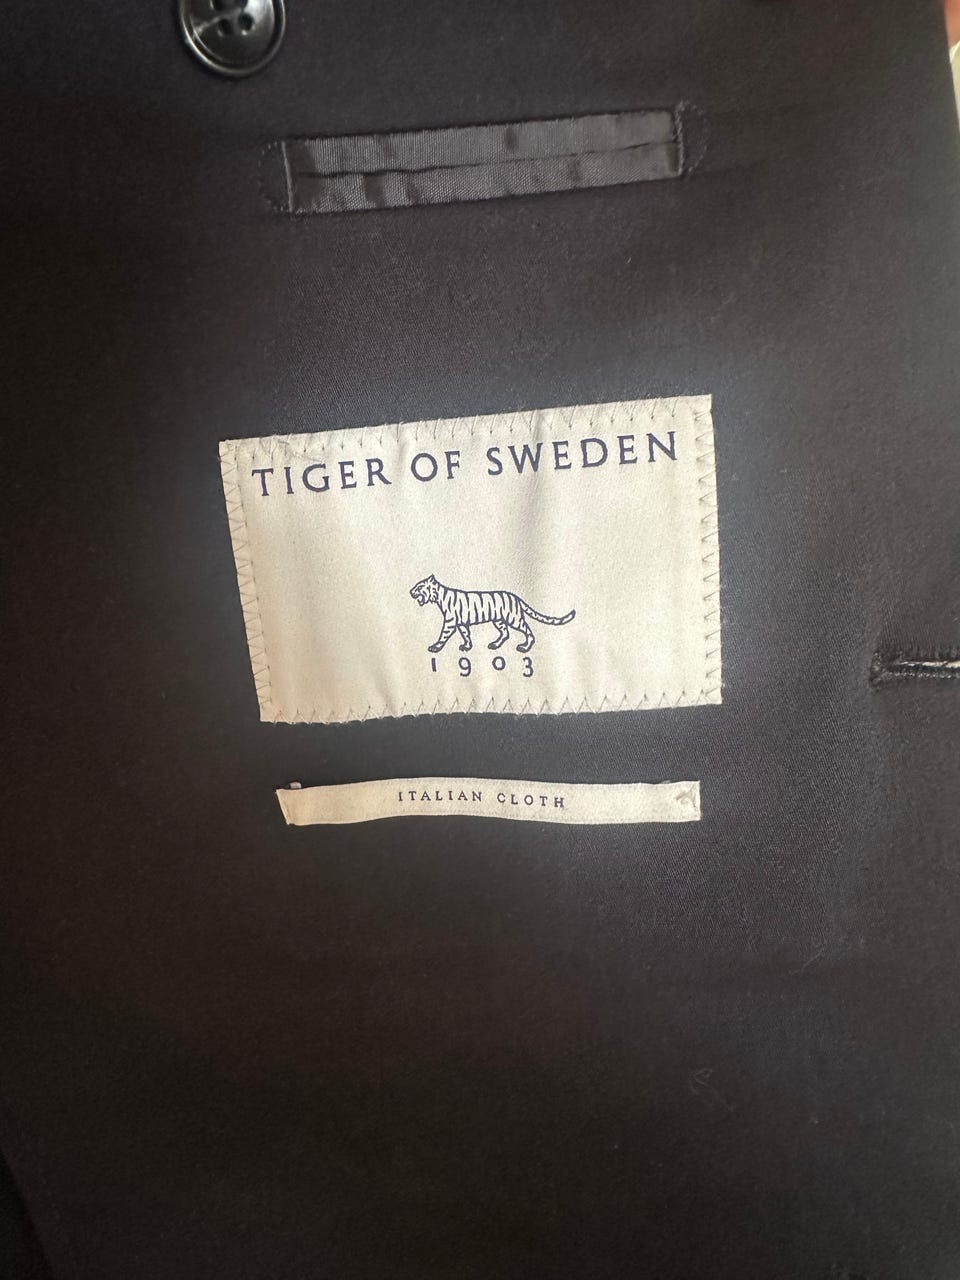 TIGER OF SWEDEN
1903
ITALIAN CLOTH